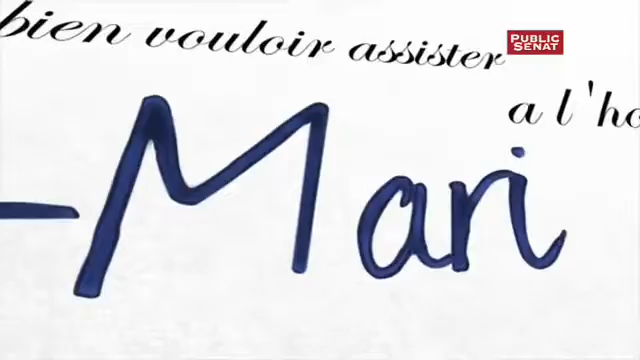 bien vouloir assister
PUBLIC
SENAT
a l'ho
-Mari